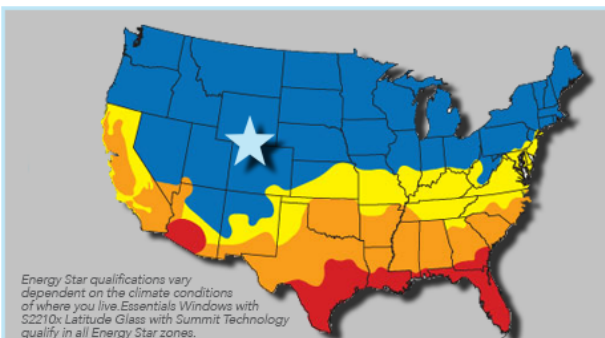 Energy Star qualifications vary
dependent on the climate conditions
of where you live.Essentials Windows with
S2210x Latitude Glass with Summit Technology
qualify in all Energy Star zones.